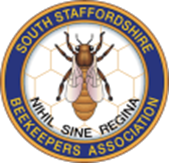 SOUTH STAFFORDSHIRE
NIHIL SINE REGINA
BEEKEEPERS ASSOCIATION